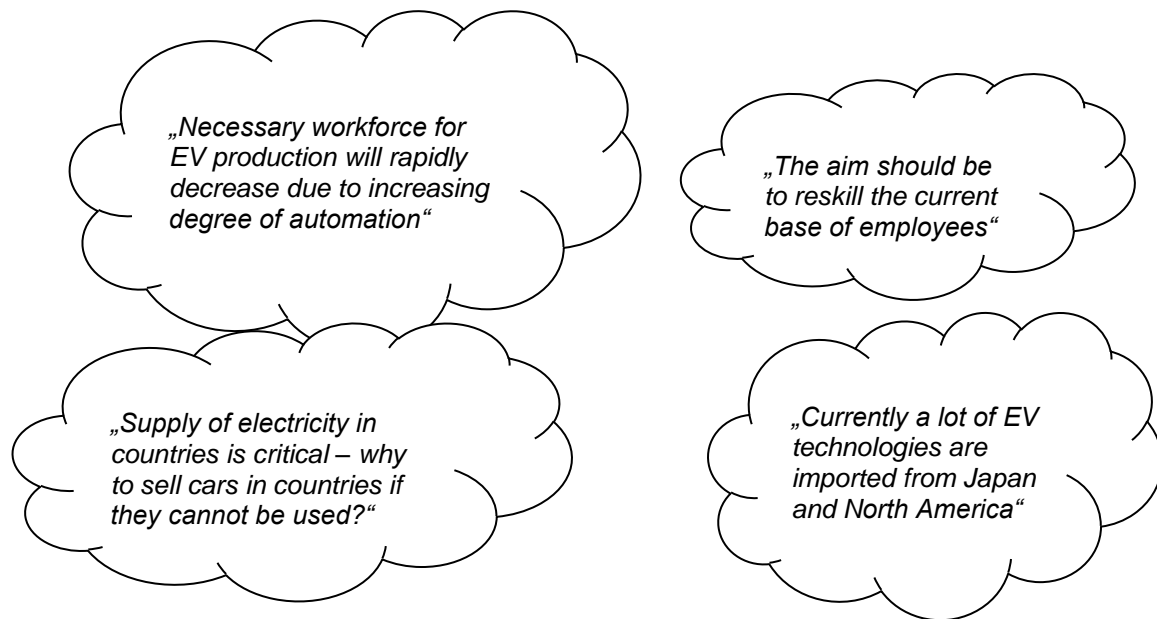 „Necessary workforce for
EV production will rapidly
decrease due to increasing
degree of automation“
„The aim should be
to reskill the current
base of employees“
„Supply of electricity in
countries is critical – why
to sell cars in countries if
they cannot be used?“
„Currently a lot of EV
technologies are
imported from Japan
and North America“